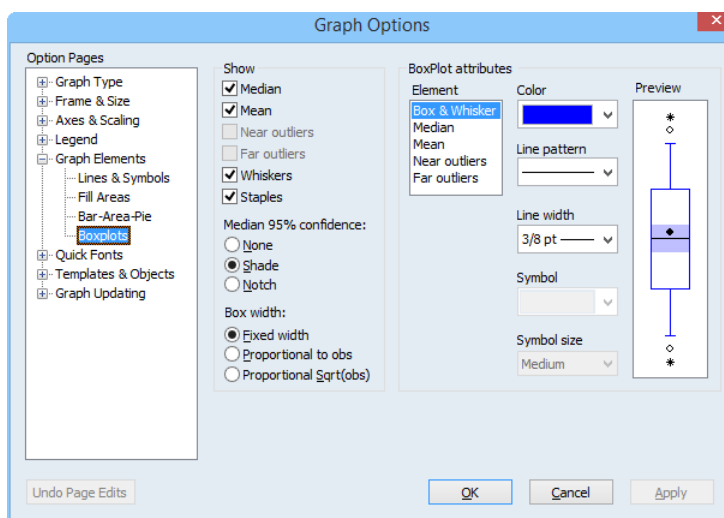 Graph Options
Option Pages
Graph Type
Frame & Size
Axes & Scaling
Legend
Graph Elements
Lines & Symbols
Fill Areas
Bar-Area-Pie
Boxplots
Quick Fonts
Templates & Objects
Graph Updating
Show
Median
Mean
Near outliers
Far outliers
Whiskers
Staples
Median 95% confidence:
None
Shade
Notch
Box width:
Fixed width
Proportional to obs
Proportional Sqrt(obs)
BoxPlot attributes
Element
Box & Whisker
Median
Mean
Near outliers
Far outliers
Color
Line pattern
Line width
3/8 pt
Symbol
Symbol size
Medium
Preview
Undo Page Edits
OK
Cancel
Apply